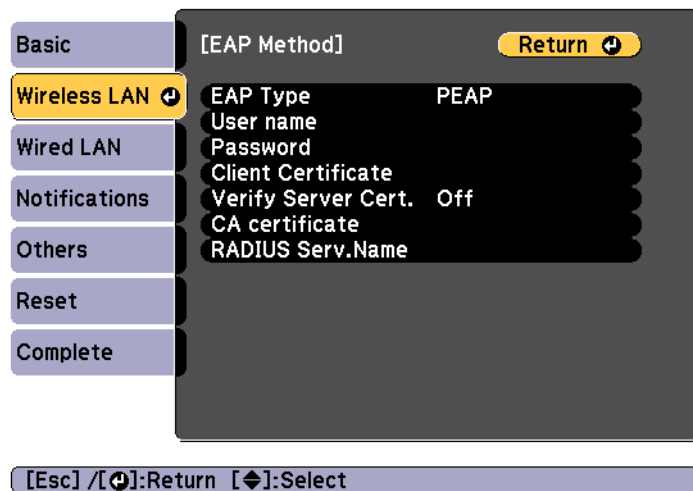 Basic
Wireless LAN
Wired LAN
Notifications
Others
Reset
Complete
[EAP Method]
Return
EAP Type PEAP
User name
Password
Client Certificate
Verify Server Cert. Off
CA certificate
RADIUS Serv.Name
[Esc] /[⏎]:Return [◆]:Select